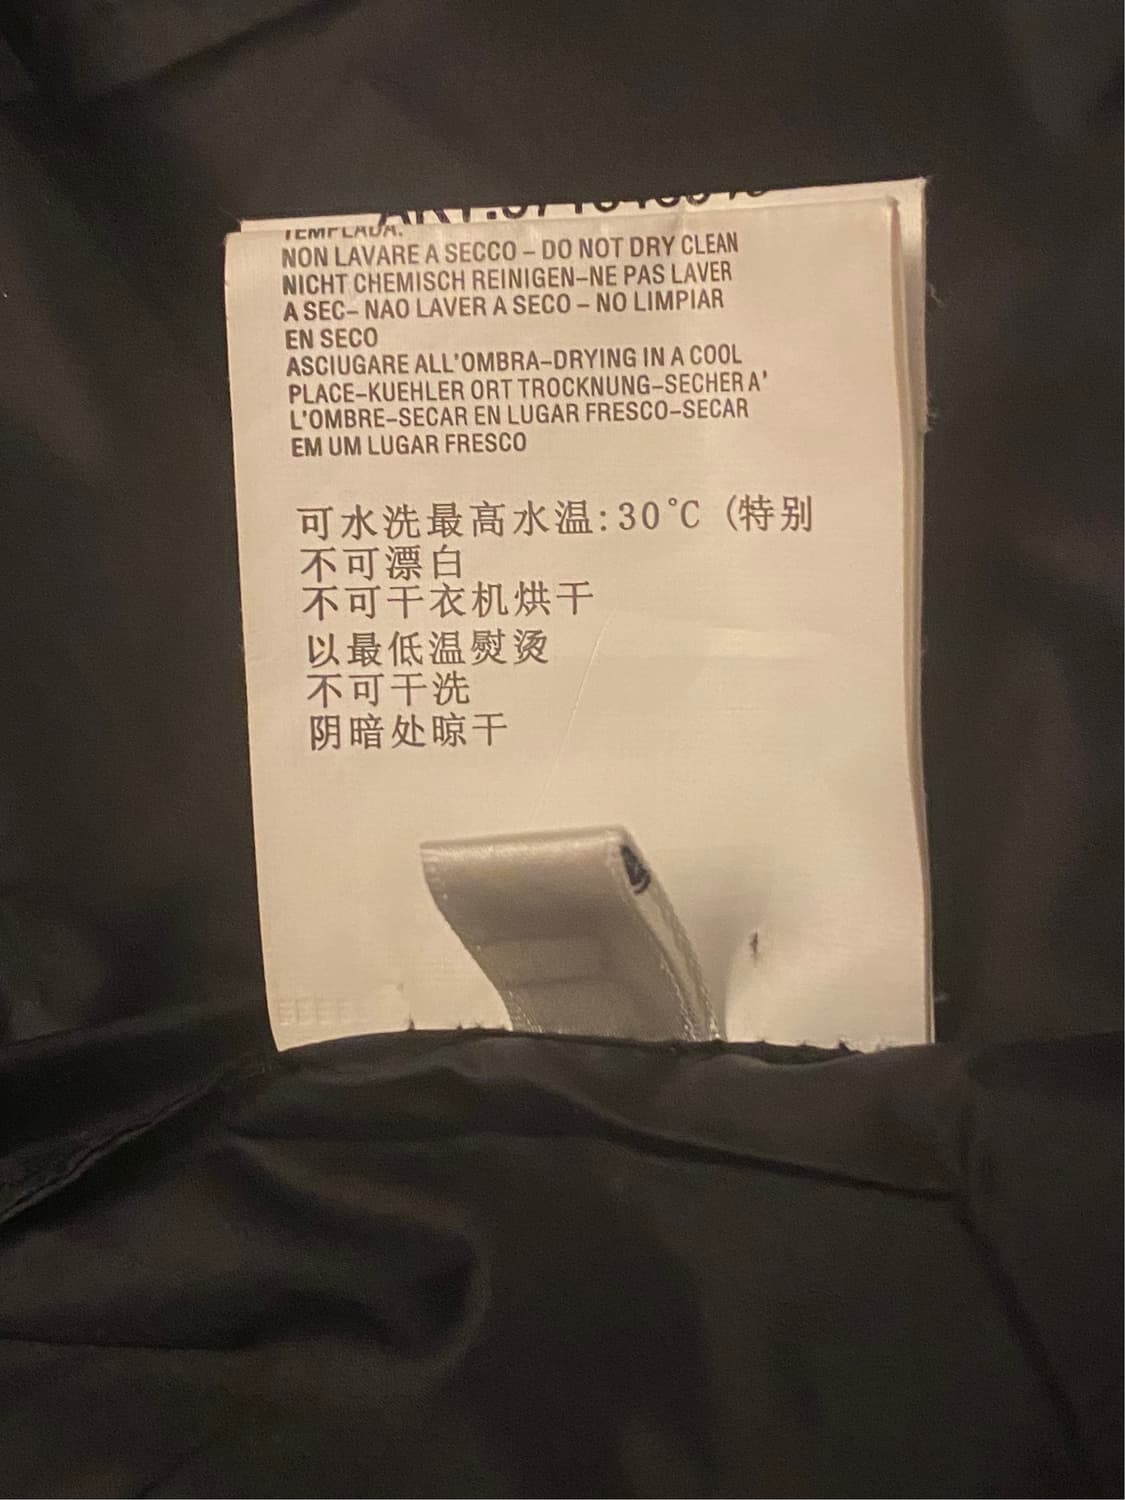 TEMPLADA.
NON LAVARE A SECCO – DO NOT DRY CLEAN
NICHT CHEMISCH REINIGEN–NE PAS LAVER
A SEC– NAO LAVER A SECO – NO LIMPIAR
EN SECO
ASCIUGARE ALL'OMBRA–DRYING IN A COOL
PLACE–KUEHLER ORT TROCKNUNG–SECHER A'
L'OMBRE–SECAR EN LUGAR FRESCO–SECAR
EM UM LUGAR FRESCO
可水洗最高水温:30℃ (特别
不可漂白
不可干衣机烘干
以最低温熨烫
不可干洗
阴暗处晾干